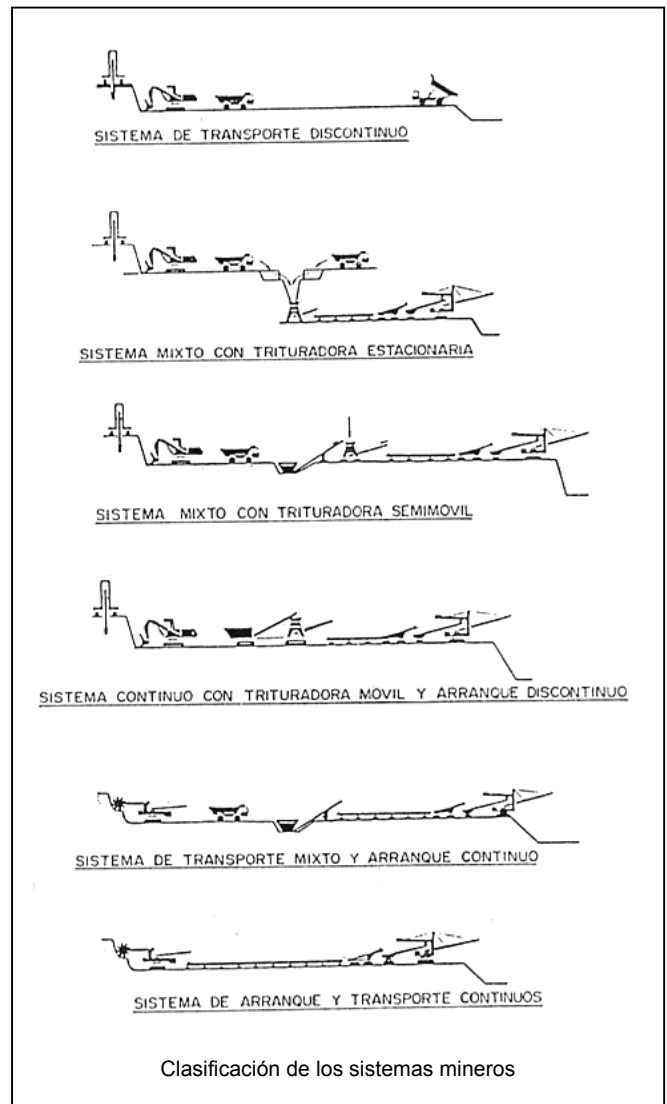 SISTEMA DE TRANSPORTE DISCONTINUO
SISTEMA MIXTO CON TRITURADORA ESTACIONARIA
SISTEMA MIXTO CON TRITURADORA SEMIMOVIL
SISTEMA CONTINUO CON TRITURADORA MOVIL Y ARRANQUE DISCONTINUO
SISTEMA DE TRANSPORTE MIXTO Y ARRANQUE CONTINUO
SISTEMA DE ARRANQUE Y TRANSPORTE CONTINUOS
Clasificación de los sistemas mineros